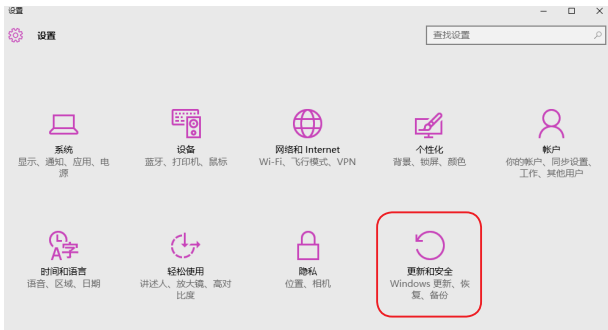 设置
设置
查找设置
系统
显示、通知、应用、电
源
设备
蓝牙、打印机、鼠标
网络和 Internet
Wi-Fi、飞行模式、VPN
个性化
背景、锁屏、颜色
帐户
你的帐户、同步设置、
工作、其他用户
时间和语言
语音、区域、日期
轻松使用
讲述人、放大镜、高对
比度
隐私
位置、相机
更新和安全
Windows 更新、恢
复、备份